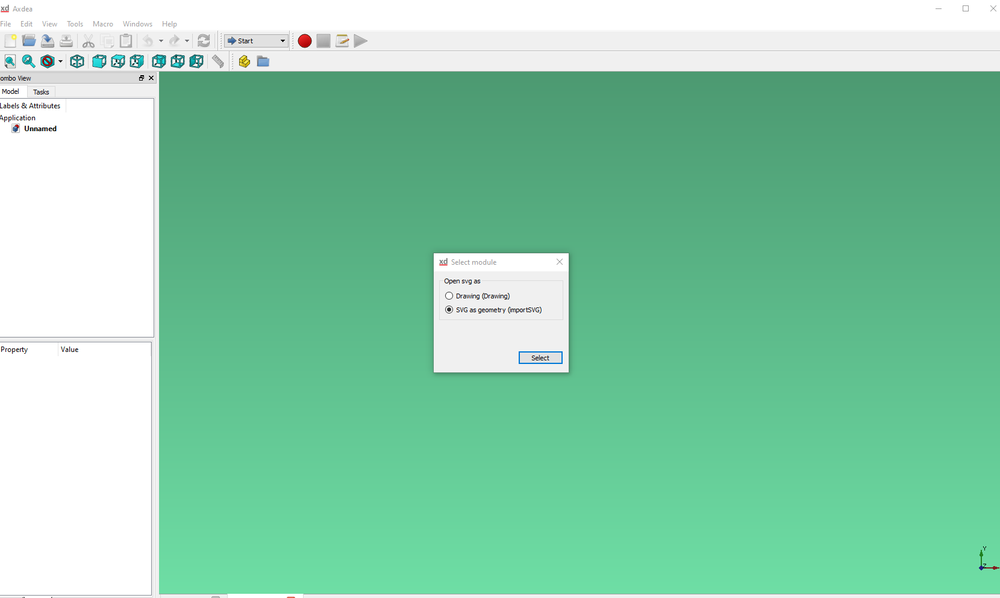 xd Axdea
File Edit View Tools Macro Windows Help
Start
ombo View
Model Tasks
Labels & Attributes
Application
Unnamed
xd Select module
Open svg as
Drawing (Drawing)
SVG as geometry (importSVG)
Select
Property Value
Y
Z